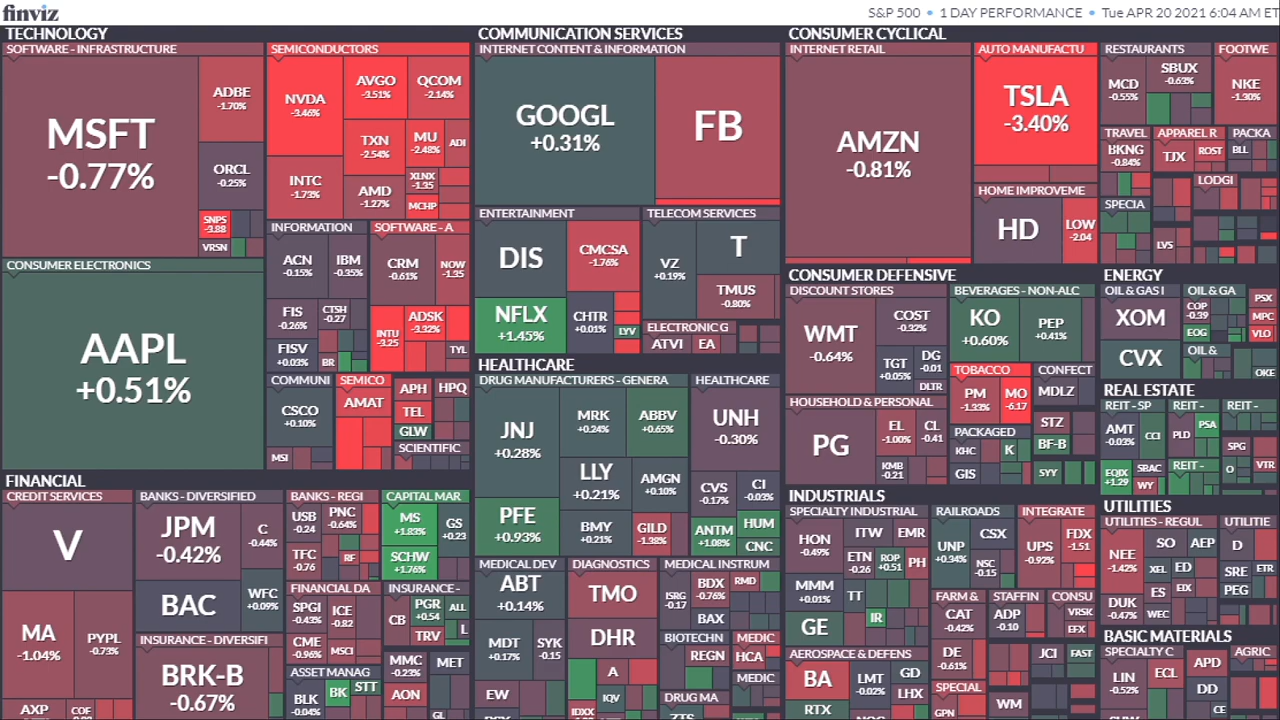 finviz
S&P 500 • 1 DAY PERFORMANCE • Tue APR 20 2021 6:04 AM ET
TECHNOLOGY
SOFTWARE - INFRASTRUCTURE
MSFT
-0.77%
ADBE
-1.70%
ORCL
-0.25%
SNPS
-3.88
VRSN
SEMICONDUCTORS
NVDA
-3.46%
AVGO
-3.51%
QCOM
-2.14%
TXN
-2.54%
MU
-2.48%
ADI
INTC
-1.73%
AMD
-1.27%
XLNX
-1.35
MCHP
CONSUMER ELECTRONICS
AAPL
+0.51%
INFORMATION
ACN
-0.15%
IBM
-0.35%
FIS
-0.26%
CTSH
-0.27
FISV
+0.03%
BR
SOFTWARE - A
CRM
-0.61%
NOW
-1.35
INTU
-3.25
ADSK
-3.32%
TYL
COMMUNI
CSCO
+0.10%
MSI
SEMICO
AMAT
APH
HPQ
TEL
GLW
SCIENTIFIC
COMMUNICATION SERVICES
INTERNET CONTENT & INFORMATION
GOOGL
+0.31%
FB
ENTERTAINMENT
DIS
CMCSA
-1.76%
NFLX
+1.45%
CHTR
+0.01%
LYV
TELECOM SERVICES
VZ
+0.19%
T
TMUS
-0.80%
ELECTRONIC G
ATVI
EA
CONSUMER CYCLICAL
INTERNET RETAIL
AMZN
-0.81%
AUTO MANUFACTU
TSLA
-3.40%
HOME IMPROVEME
HD
LOW
-2.04
RESTAURANTS
MCD
-0.55%
SBUX
-0.63%
FOOTWE
NKE
-1.30%
TRAVEL
BKNG
-0.84%
APPAREL R
TJX
ROST
PACKA
BLL
LODGI
SPECIA
LVS
HEALTHCARE
DRUG MANUFACTURERS - GENERA
JNJ
+0.28%
MRK
+0.24%
ABBV
+0.65%
LLY
+0.21%
AMGN
+0.10%
PFE
+0.93%
BMY
+0.21%
GILD
-1.38%
HEALTHCARE
UNH
-0.30%
CVS
-0.17%
CI
-0.03%
ANTM
+1.08%
HUM
CNC
MEDICAL DEV
ABT
+0.14%
MDT
+0.17%
SYK
-0.15
EW
DIAGNOSTICS
TMO
DHR
A
IQV
IDXX
MEDICAL INSTRUM
ISRG
-0.17
BDX
-0.76%
RMD
BAX
BIOTECHN
REGN
MEDIC
HCA
MEDIC
DRUG MA
ZTS
CONSUMER DEFENSIVE
DISCOUNT STORES
WMT
-0.64%
COST
-0.32%
TGT
+0.05%
DG
-0.01
DLTR
BEVERAGES - NON-ALC
KO
+0.60%
PEP
+0.41%
HOUSEHOLD & PERSONAL
PG
EL
-1.00%
CL
-0.41
KMB
-0.21
TOBACCO
PM
-1.33%
MO
-6.17
CONFECT
MDLZ
STZ
BF-B
PACKAGED
KHC
K
GIS
SYY
ENERGY
OIL & GAS I
XOM
CVX
OIL & GA
COP
-0.39
EOG
OIL &
PSX
MPC
VLO
OKE
REAL ESTATE
REIT - SP
AMT
-0.03%
CCI
EQIX
+1.29
SBAC
WY
REIT -
PLD
PSA
REIT -
REIT -
SPG
O
VTR
FINANCIAL
CREDIT SERVICES
V
MA
-1.04%
PYPL
-0.73%
AXP
COF
BANKS - DIVERSIFIED
JPM
-0.42%
C
-0.44%
BAC
WFC
+0.09%
INSURANCE - DIVERSIFI
BRK-B
-0.67%
BANKS - REGI
USB
-0.24
PNC
-0.64%
TFC
-0.76
RF
CAPITAL MAR
MS
+1.83%
GS
+0.23
SCHW
+1.76%
FINANCIAL DA
SPGI
-0.43%
ICE
-0.82
CME
-0.96%
MSCI
INSURANCE -
CB
PGR
+0.54
ALL
TRV
L
ASSET MANAG
BLK
-0.04%
BK
STT
MMC
-0.23%
MET
AON
GL
INDUSTRIALS
SPECIALTY INDUSTRIAL
HON
-0.49%
ITW
EMR
ETN
-0.26
ROP
+0.51
PH
MMM
+0.01%
TT
GE
IR
RAILROADS
UNP
+0.34%
CSX
NSC
-0.15
INTEGRATE
UPS
-0.92%
FDX
-1.51
FARM &
CAT
-0.42%
DE
-0.61%
STAFFIN
ADP
-0.10
CONSU
VRSK
EFX
AEROSPACE & DEFENS
BA
LMT
-0.02%
GD
LHX
RTX
NOC
SPECIAL
GPN
JCI
FAST
WM
UTILITIES
UTILITIES - REGUL
NEE
-1.42%
SO
AEP
XEL
ED
DUK
-0.47%
ES
EIX
WEC
UTILITIE
D
SRE
ETR
PEG
BASIC MATERIALS
SPECIALTY C
LIN
-0.52%
ECL
APD
DD
CE
AGRIC